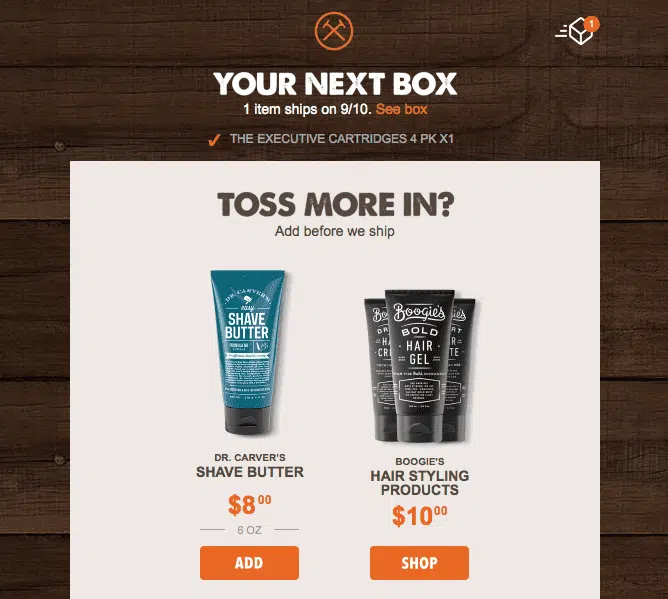 1
YOUR NEXT BOX
1 item ships on 9/10. See box
THE EXECUTIVE CARTRIDGES 4 PK X1
TOSS MORE IN?
Add before we ship
DR. CARVER'S
easy
SHAVE
BUTTER
Boogie's
BOLD
HAIR
GEL
DR. CARVER'S
SHAVE BUTTER
$8 00
6 OZ
ADD
BOOGIE'S
HAIR STYLING
PRODUCTS
$10 00
SHOP